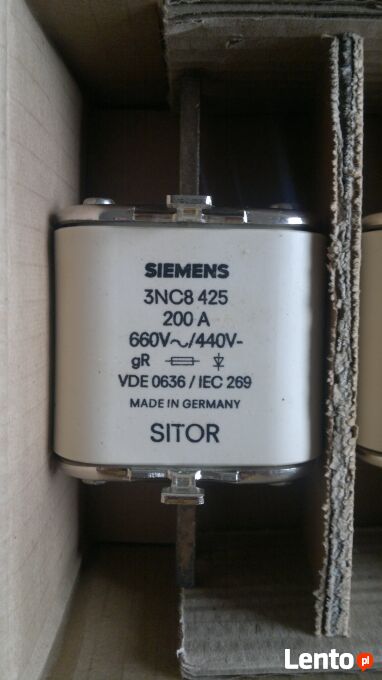 SIEMENS
3NC8 425
200 A
660V~/440V-
gR
VDE 0636 / IEC 269
MADE IN GERMANY
SITOR
Lento.pl